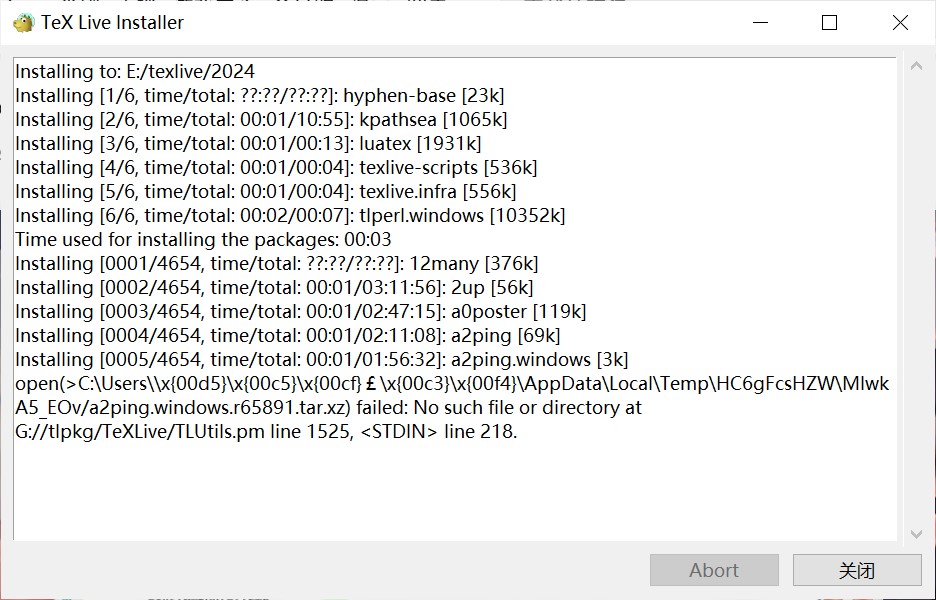 TeX Live Installer
Installing to: E:/texlive/2024
Installing [1/6, time/total: ??:??/??:??]: hyphen-base [23k]
Installing [2/6, time/total: 00:01/10:55]: kpathsea [1065k]
Installing [3/6, time/total: 00:01/00:13]: luatex [1931k]
Installing [4/6, time/total: 00:01/00:04]: texlive-scripts [536k]
Installing [5/6, time/total: 00:01/00:04]: texlive.infra [556k]
Installing [6/6, time/total: 00:02/00:07]: tlperl.windows [10352k]
Time used for installing the packages: 00:03
Installing [0001/4654, time/total: ??:??/??:??]: 12many [376k]
Installing [0002/4654, time/total: 00:01/03:11:56]: 2up [56k]
Installing [0003/4654, time/total: 00:01/02:47:15]: a0poster [119k]
Installing [0004/4654, time/total: 00:01/02:11:08]: a2ping [69k]
Installing [0005/4654, time/total: 00:01/01:56:32]: a2ping.windows [3k]
open(>C:\Users\\x{00d5}\x{00c5}\x{00cf}£\x{00c3}\x{00f4}\AppData\Local\Temp\HC6gFcsHZW\MIwk
A5_EOv/a2ping.windows.r65891.tar.xz) failed: No such file or directory at
G://tlpkg/TeXLive/TLUtils.pm line 1525, <STDIN> line 218.
Abort
关闭